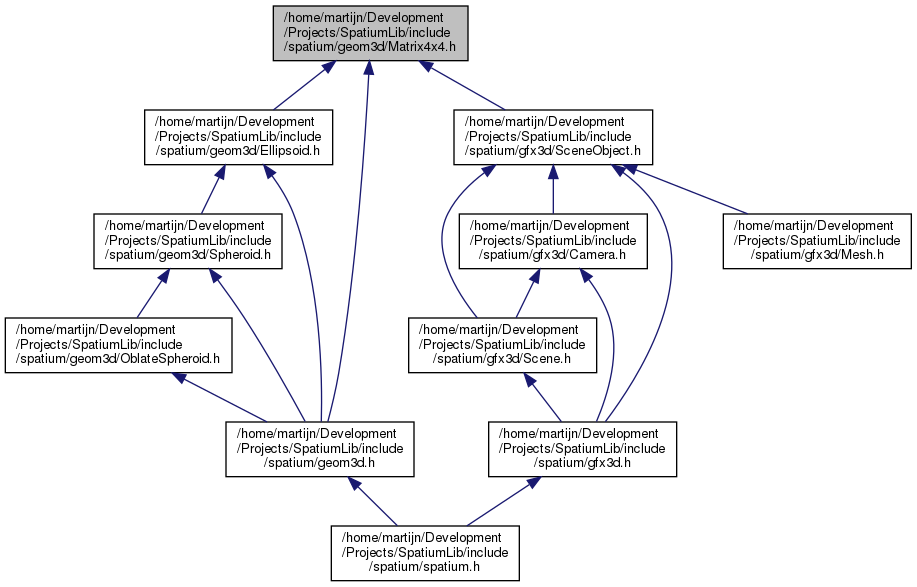 /home/martijn/Development
/Projects/SpatiumLib/include
/spatium/geom3d/Matrix4x4.h
/home/martijn/Development
/Projects/SpatiumLib/include
/spatium/geom3d/Ellipsoid.h
/home/martijn/Development
/Projects/SpatiumLib/include
/spatium/gfx3d/SceneObject.h
/home/martijn/Development
/Projects/SpatiumLib/include
/spatium/geom3d/Spheroid.h
/home/martijn/Development
/Projects/SpatiumLib/include
/spatium/gfx3d/Camera.h
/home/martijn/Development
/Projects/SpatiumLib/include
/spatium/gfx3d/Mesh.h
/home/martijn/Development
/Projects/SpatiumLib/include
/spatium/geom3d/OblateSpheroid.h
/home/martijn/Development
/Projects/SpatiumLib/include
/spatium/gfx3d/Scene.h
/home/martijn/Development
/Projects/SpatiumLib/include
/spatium/geom3d.h
/home/martijn/Development
/Projects/SpatiumLib/include
/spatium/gfx3d.h
/home/martijn/Development
/Projects/SpatiumLib/include
/spatium/spatium.h